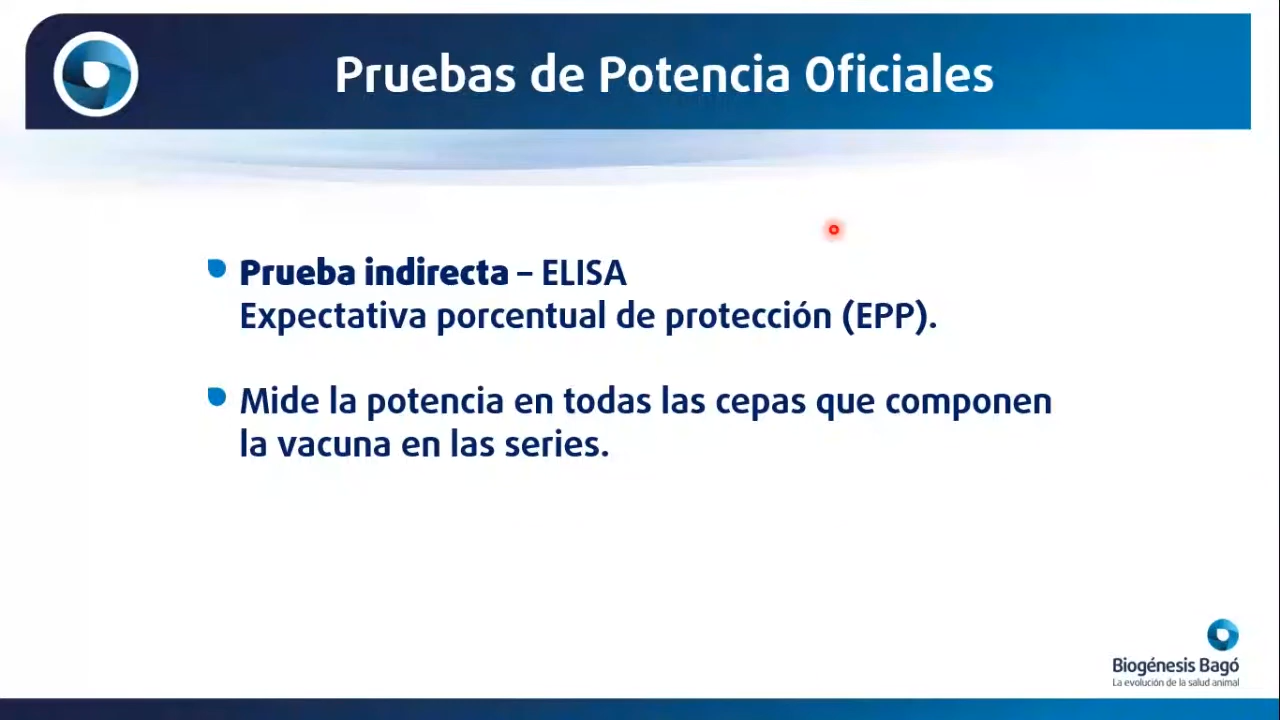 Pruebas de Potencia Oficiales
Prueba indirecta – ELISA
Expectativa porcentual de protección (EPP).
Mide la potencia en todas las cepas que componen
la vacuna en las series.
Biogénesis Bagó
La evolución de la salud animal